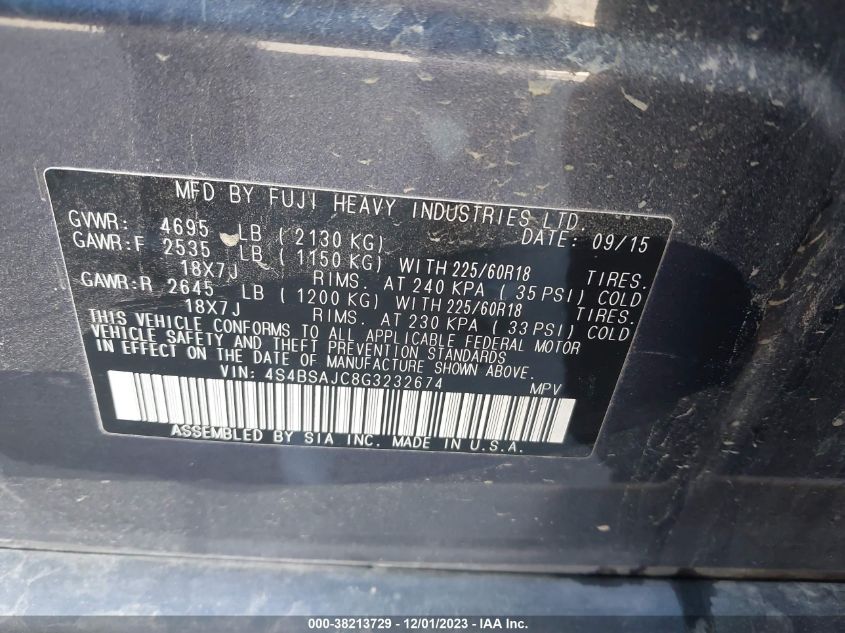 MFD BY FUJI HEAVY INDUSTRIES LTD.
GVWR: 4695 LB ( 2130 KG) DATE: 09/15
GAWR:F 2535 LB ( 1150 KG) WITH 225/60R18 TIRES.
18X7J RIMS. AT 240 KPA ( 35 PSI) COLD
GAWR:R 2645 LB ( 1200 KG) WITH 225/60R18 TIRES.
18X7J RIMS. AT 230 KPA ( 33 PSI) COLD.
THIS VEHICLE CONFORMS TO ALL APPLICABLE FEDERAL MOTOR
VEHICLE SAFETY AND THEFT PREVENTION STANDARDS
IN EFFECT ON THE DATE OF MANUFACTURE SHOWN ABOVE.
VIN: 4S4BSAJC8G3232674 MPV
ASSEMBLED BY SIA INC. MADE IN U.S.A.
000-38213729 - 12/01/2023 - IAA Inc.